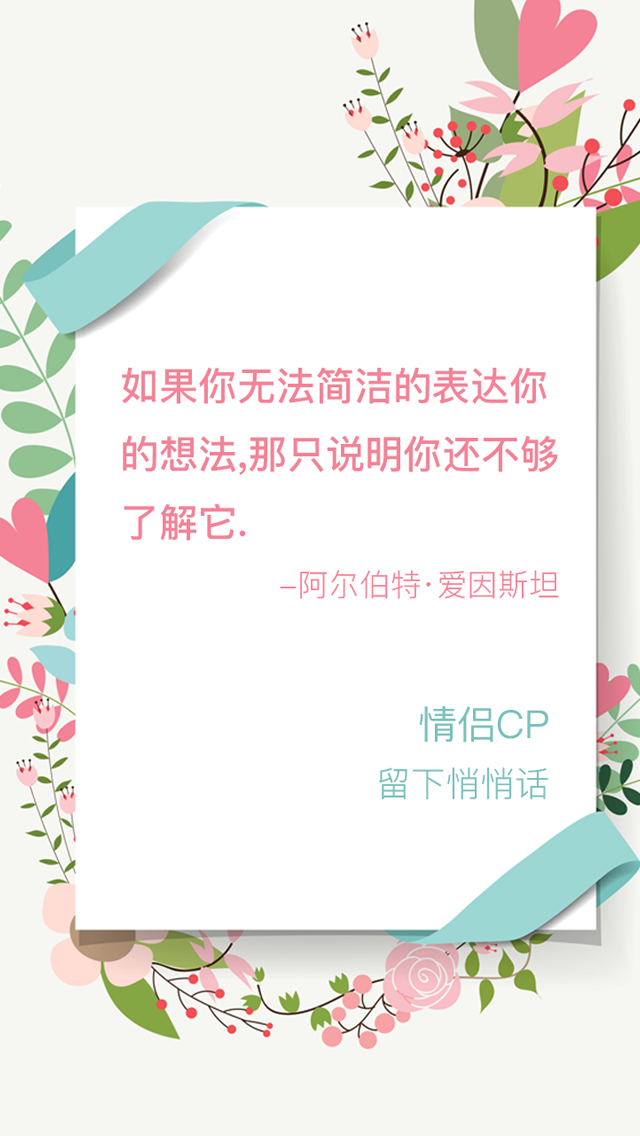 如果你无法简洁的表达你
的想法,那只说明你还不够
了解它.
–阿尔伯特·爱因斯坦
情侣CP
留下悄悄话